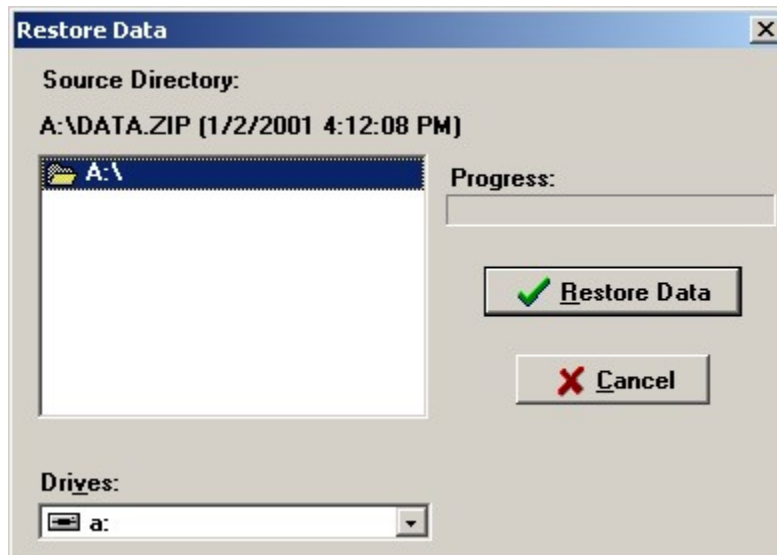 Restore Data
Source Directory:
A:\DATA.ZIP (1/2/2001 4:12:08 PM)
A:\
Progress:
Restore Data
Cancel
Drives:
a: